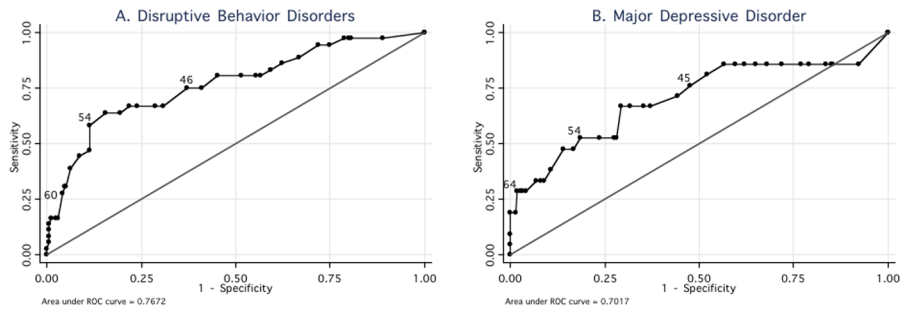 A. Disruptive Behavior Disorders
Sensitivity
1.00
0.75
0.50
0.25
0.00
46
54
60
0.00 0.25 0.50 0.75 1.00
1 - Specificity
Area under ROC curve = 0.7672
B. Major Depressive Disorder
Sensitivity
1.00
0.75
0.50
0.25
0.00
45
54
64
0.00 0.25 0.50 0.75 1.00
1 - Specificity
Area under ROC curve = 0.7017